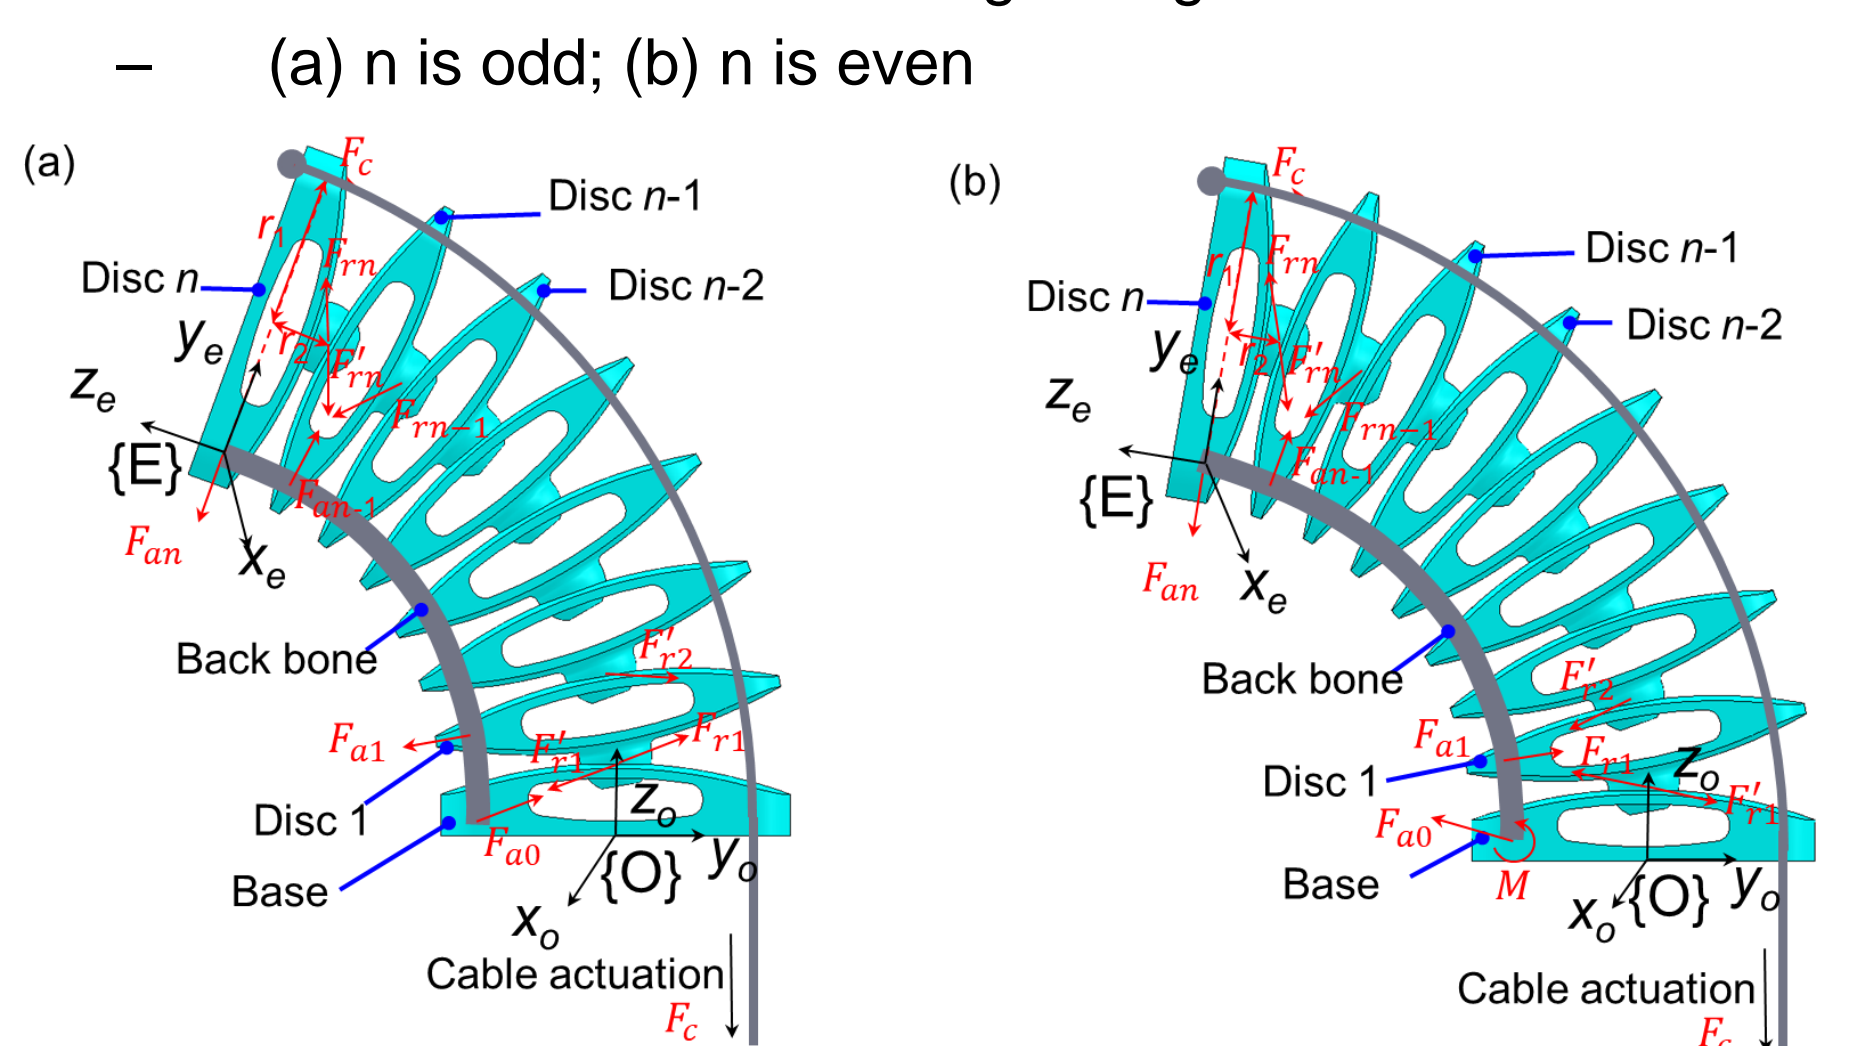 – (a) n is odd; (b) n is even
(a)
F_c
Disc n-1
r_1
F_rn
Disc n
Disc n-2
y_e
r_2
F'_rn
z_e
F_rn−1
{E}
F_an-1
F_an
x_e
Back bone
F'_r2
F_a1
F'_r1
F_r1
Disc 1
z_o
F_a0
{O}
y_o
Base
x_o
Cable actuation
F_c
(b)
F_c
Disc n-1
r_1
F_rn
Disc n
Disc n-2
y_e
r_2
F'_rn
z_e
F_rn−1
{E}
F_an-1
F_an
x_e
Back bone
F'_r2
F_a1
F_r1
z_o
Disc 1
F'_r1
F_a0
Base
M
{O}
y_o
x_o
Cable actuation
F_c